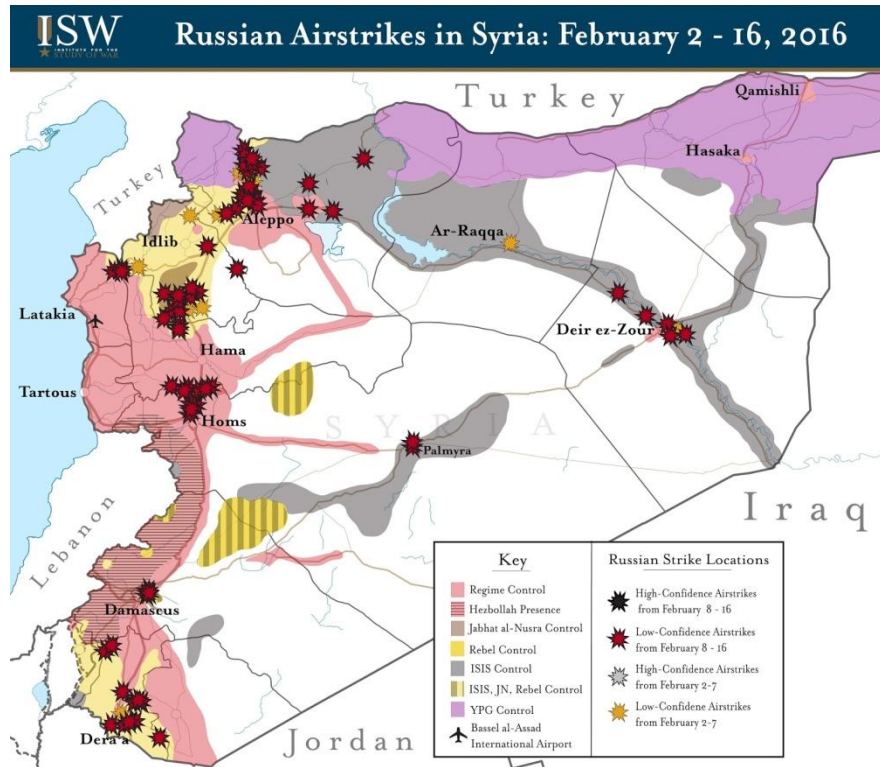 ISW
INSTITUTE FOR THE
STUDY OF WAR
Russian Airstrikes in Syria: February 2 - 16, 2016
Turkey
Qamishli
Hasaka
Turkey
Aleppo
Idlib
Ar-Raqqa
Latakia
Deir ez-Zour
Hama
Tartous
Homs
SYRIA
Palmyra
Iraq
Lebanon
Damascus
Dera'a
Jordan
Key
Regime Control
Hezbollah Presence
Jabhat al-Nusra Control
Rebel Control
ISIS Control
ISIS, JN, Rebel Control
YPG Control
Bassel al-Assad
International Airport
Russian Strike Locations
High-Confidence Airstrikes
from February 8 - 16
Low-Confidence Airstrikes
from February 8 - 16
High-Confidence Airstrikes
from February 2-7
Low-Confidene Airstrikes
from February 2-7